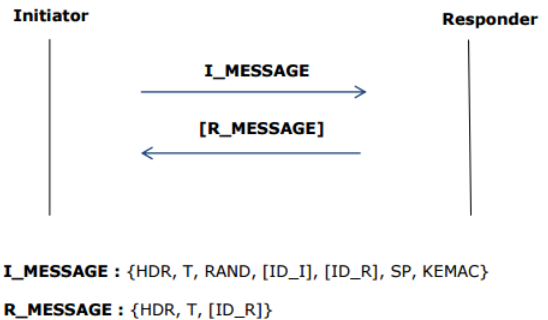 Initiator
Responder
I_MESSAGE
[R_MESSAGE]
I_MESSAGE : {HDR, T, RAND, [ID_I], [ID_R], SP, KEMAC}
R_MESSAGE : {HDR, T, [ID_R]}